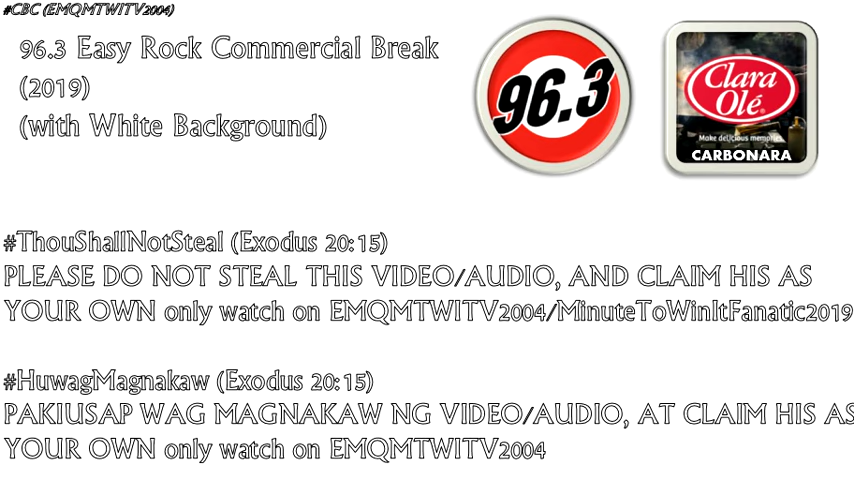 #CBC (EMQMTWITV2004)
96.3 Easy Rock Commercial Break
(2019)
(with White Background)
96.3
Clara
Olé®
Make delicious memories.
CARBONARA
#ThouShallNotSteal (Exodus 20:15)
PLEASE DO NOT STEAL THIS VIDEO/AUDIO, AND CLAIM HIS AS
YOUR OWN only watch on EMQMTWITV2004/MinuteToWinItFanatic2019
#HuwagMagnakaw (Exodus 20:15)
PAKIUSAP WAG MAGNAKAW NG VIDEO/AUDIO, AT CLAIM HIS AS
YOUR OWN only watch on EMQMTWITV2004